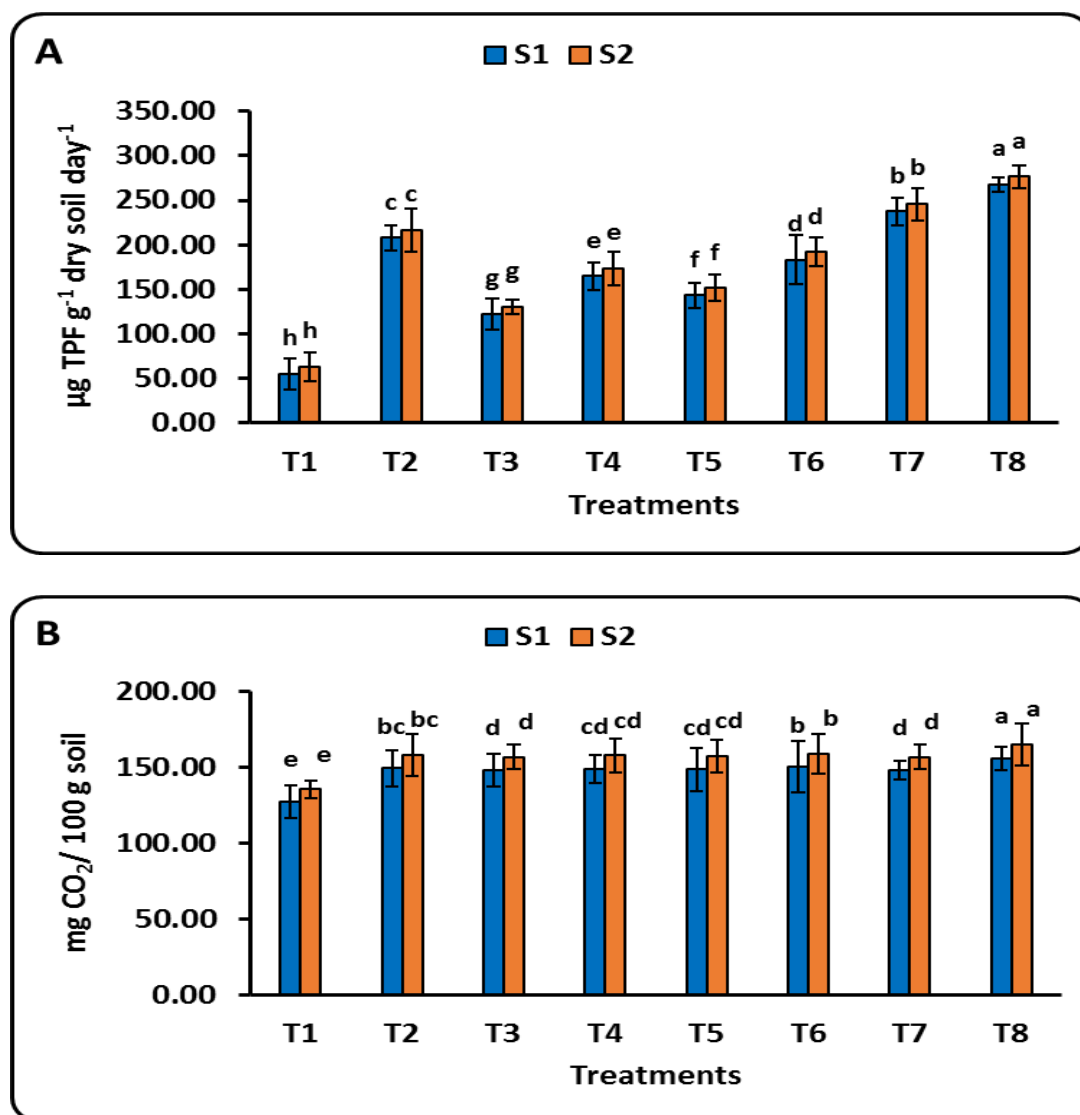 A
S1 S2
350.00
300.00
250.00
200.00
150.00
100.00
50.00
0.00
µg TPF g⁻¹ dry soil day⁻¹
h h c c g g e e f f d d b b a a
T1 T2 T3 T4 T5 T6 T7 T8
Treatments
B
S1 S2
200.00
150.00
100.00
50.00
0.00
mg CO₂/ 100 g soil
e e bc bc d d cd cd cd cd b b d d a a
T1 T2 T3 T4 T5 T6 T7 T8
Treatments